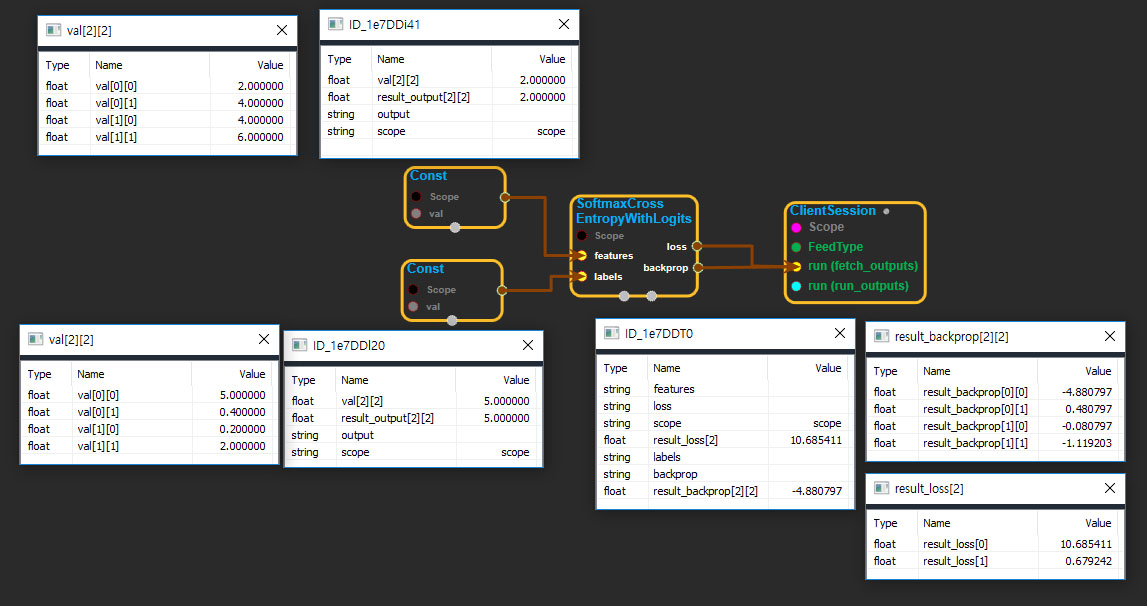 val[2][2]
Type Name Value
float val[0][0] 2.000000
float val[0][1] 4.000000
float val[1][0] 4.000000
float val[1][1] 6.000000
ID_1e7DDi41
Type Name Value
float val[2][2] 2.000000
float result_output[2][2] 2.000000
string output
string scope scope
Const
Scope
val
Const
Scope
val
SoftmaxCross
EntropyWithLogits
Scope
loss
features
backprop
labels
ClientSession
Scope
FeedType
run (fetch_outputs)
run (run_outputs)
val[2][2]
Type Name Value
float val[0][0] 5.000000
float val[0][1] 0.400000
float val[1][0] 0.200000
float val[1][1] 2.000000
ID_1e7DDl20
Type Name Value
float val[2][2] 5.000000
float result_output[2][2] 5.000000
string output
string scope scope
ID_1e7DDT0
Type Name Value
string features
string loss
string scope scope
float result_loss[2] 10.685411
string labels
string backprop
float result_backprop[2][2] -4.880797
result_backprop[2][2]
Type Name Value
float result_backprop[0][0] -4.880797
float result_backprop[0][1] 0.480797
float result_backprop[1][0] -0.080797
float result_backprop[1][1] -1.119203
result_loss[2]
Type Name Value
float result_loss[0] 10.685411
float result_loss[1] 0.679242